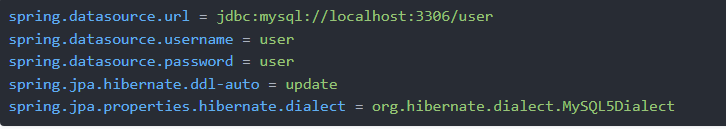 spring.datasource.url = jdbc:mysql://localhost:3306/user
spring.datasource.username = user
spring.datasource.password = user
spring.jpa.hibernate.ddl-auto = update
spring.jpa.properties.hibernate.dialect = org.hibernate.dialect.MySQL5Dialect